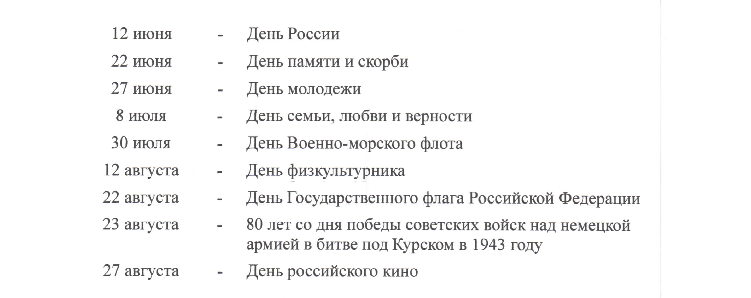 12 июня - День России
22 июня - День памяти и скорби
27 июня - День молодежи
8 июля - День семьи, любви и верности
30 июля - День Военно-морского флота
12 августа - День физкультурника
22 августа - День Государственного флага Российской Федерации
23 августа - 80 лет со дня победы советских войск над немецкой
армией в битве под Курском в 1943 году
27 августа - День российского кино